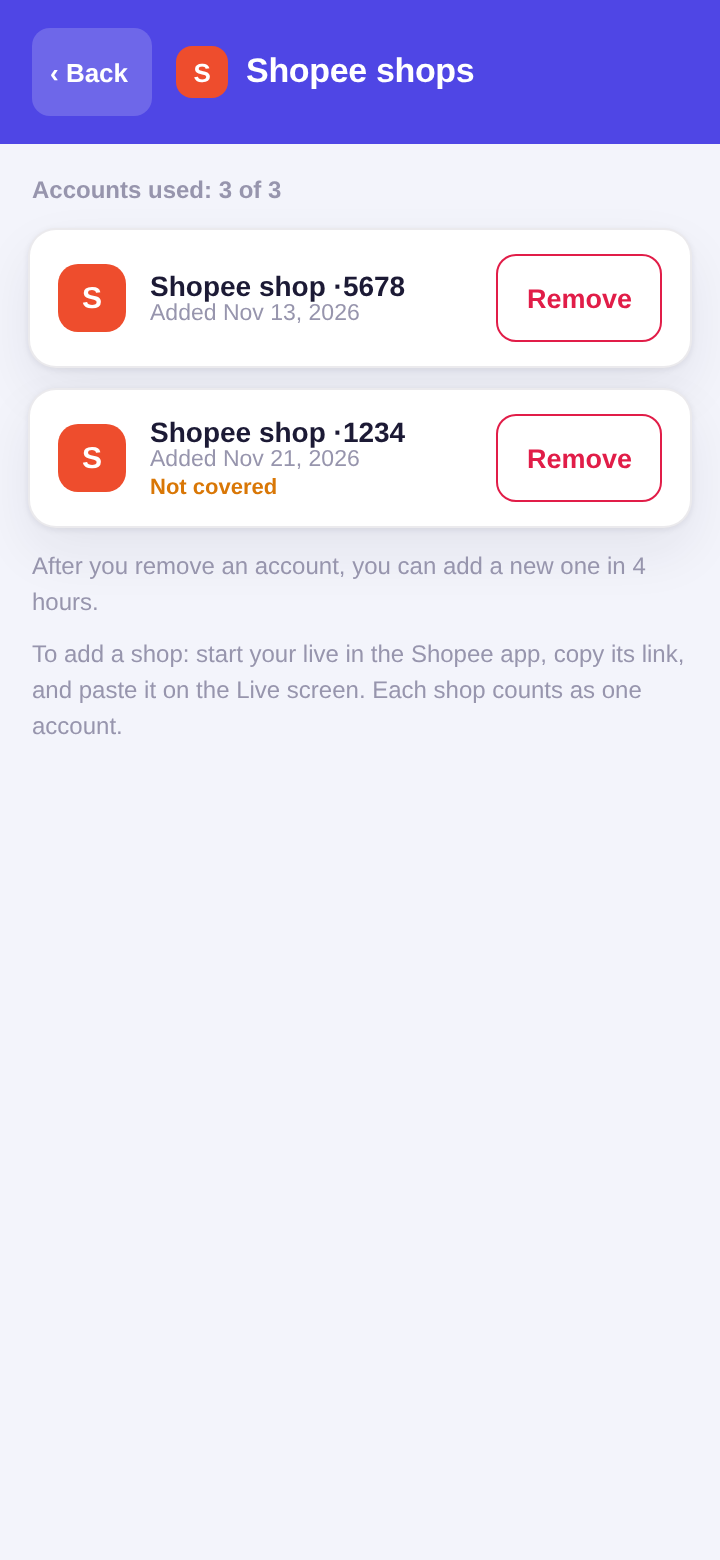 ‹ Back
S
Shopee shops
Accounts used: 3 of 3
S
Shopee shop ·5678
Added Nov 13, 2026
Remove
S
Shopee shop ·1234
Added Nov 21, 2026
Not covered
Remove
After you remove an account, you can add a new one in 4
hours.
To add a shop: start your live in the Shopee app, copy its link,
and paste it on the Live screen. Each shop counts as one
account.